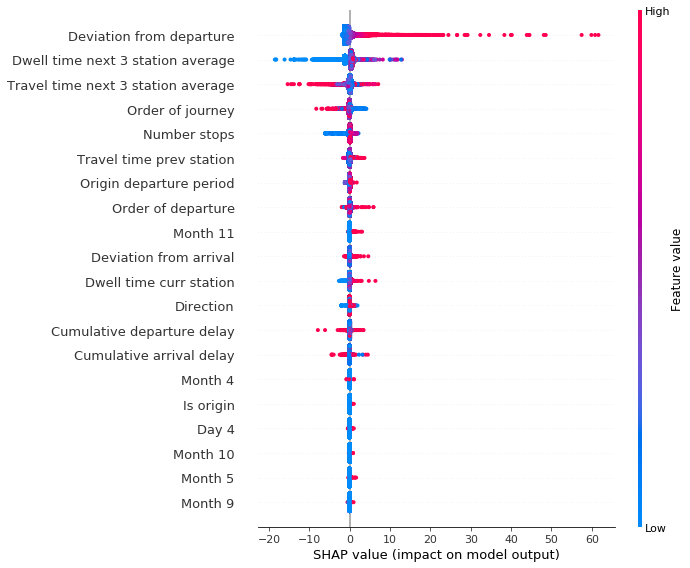 High
Deviation from departure
Dwell time next 3 station average
Travel time next 3 station average
Order of journey
Number stops
Travel time prev station
Origin departure period
Order of departure
Month 11
Deviation from arrival
Dwell time curr station
Direction
Cumulative departure delay
Cumulative arrival delay
Month 4
Is origin
Day 4
Month 10
Month 5
Month 9
Feature value
Low
−20 −10 0 10 20 30 40 50 60
SHAP value (impact on model output)